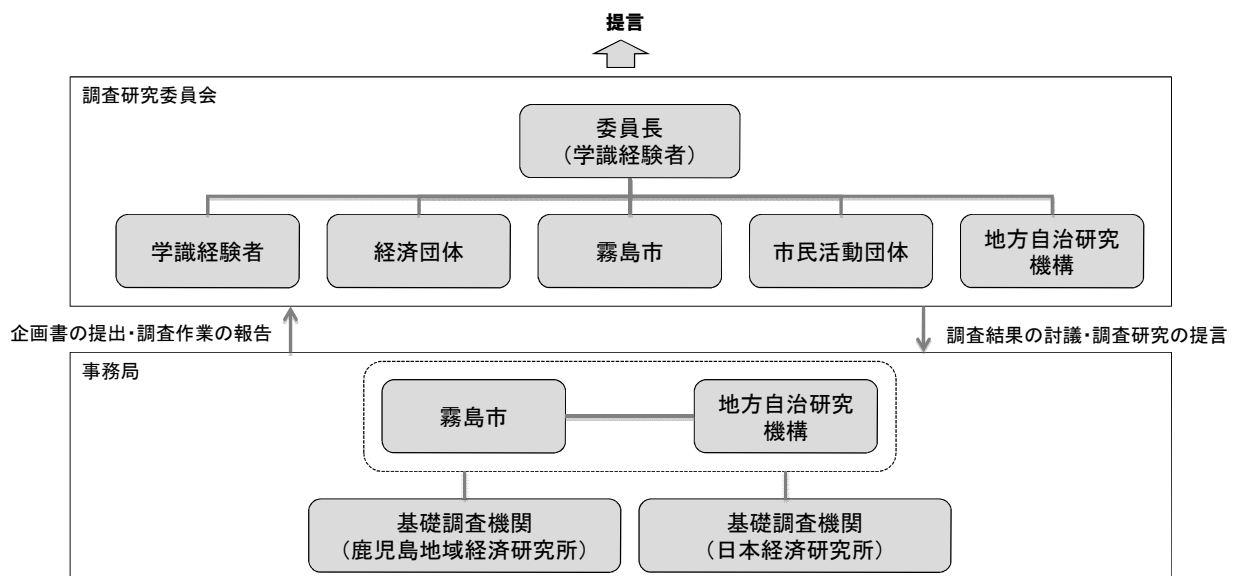 提言
調査研究委員会
委員長
（学識経験者）
学識経験者
経済団体
霧島市
市民活動団体
地方自治研究
機構
企画書の提出・調査作業の報告
調査結果の討議・調査研究の提言
事務局
霧島市
地方自治研究
機構
基礎調査機関
（鹿児島地域経済研究所）
基礎調査機関
（日本経済研究所）